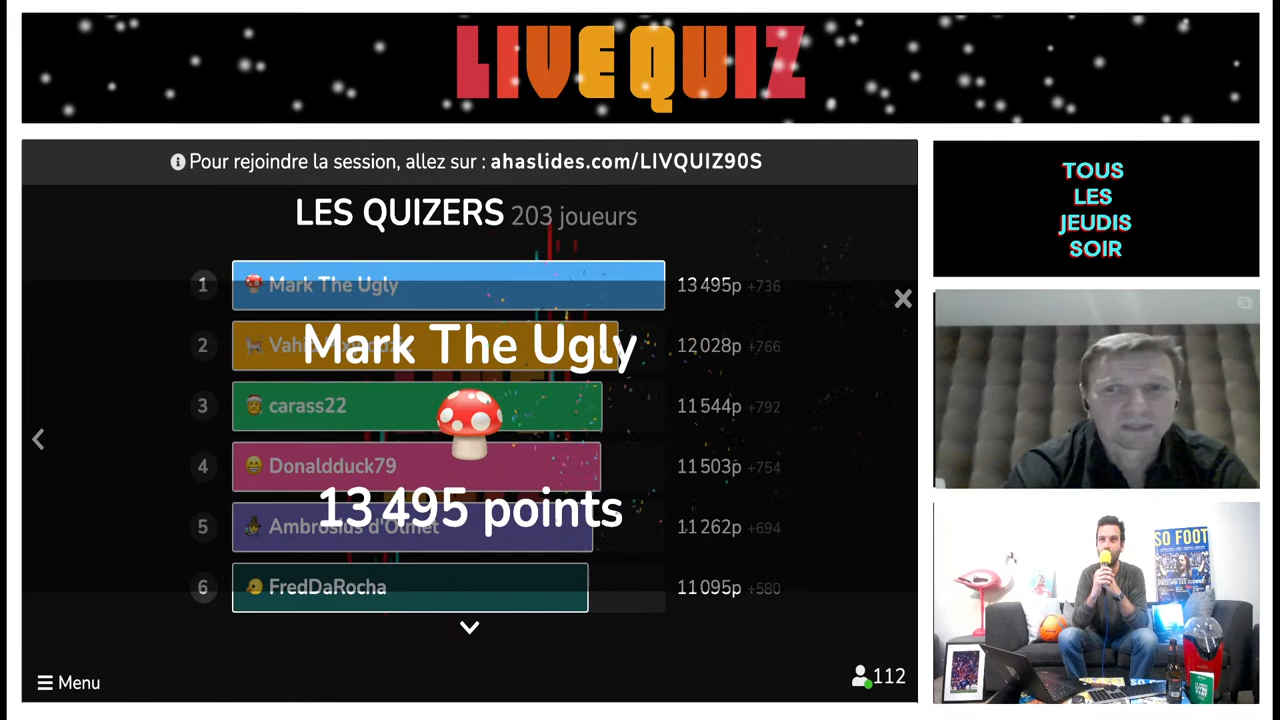 LIVE QUIZ
Pour rejoindre la session, allez sur : ahaslides.com/LIVQUIZ90S
LES QUIZERS 203 joueurs
1 Mark The Ugly 13 495p +736
2 12 028p +766
Mark The Ugly
3 carass22 11 544p +792
4 Donaldduck79 11 503p +754
13 495 points
5 Ambrosius d'Olmet 11 262p +694
6 FredDaRocha 11 095p +580
Menu
112
TOUS
LES
JEUDIS
SOIR
SO FOOT